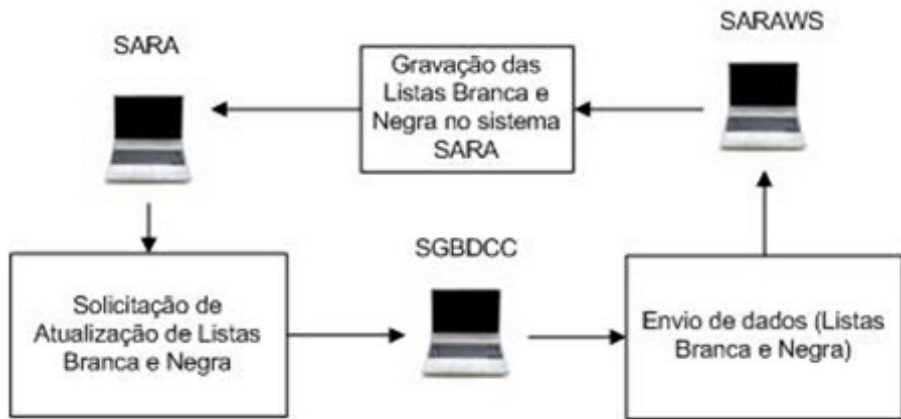 SARA
SARAWS
Gravação das
Listas Branca e
Negra no sistema
SARA
SGBDCC
Solicitação de
Atualização de Listas
Branca e Negra
Envio de dados (Listas
Branca e Negra)